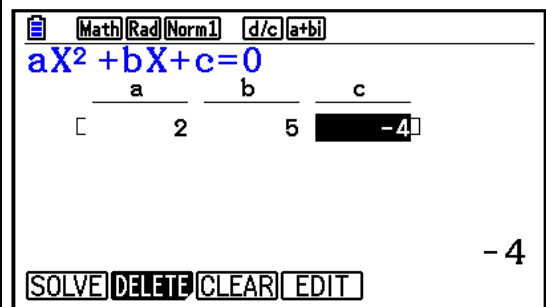 Math Rad Norm1 d/c a+bi
aX²+bX+c=0
a b c
2 5 -4
-4
SOLVE DELETE CLEAR EDIT